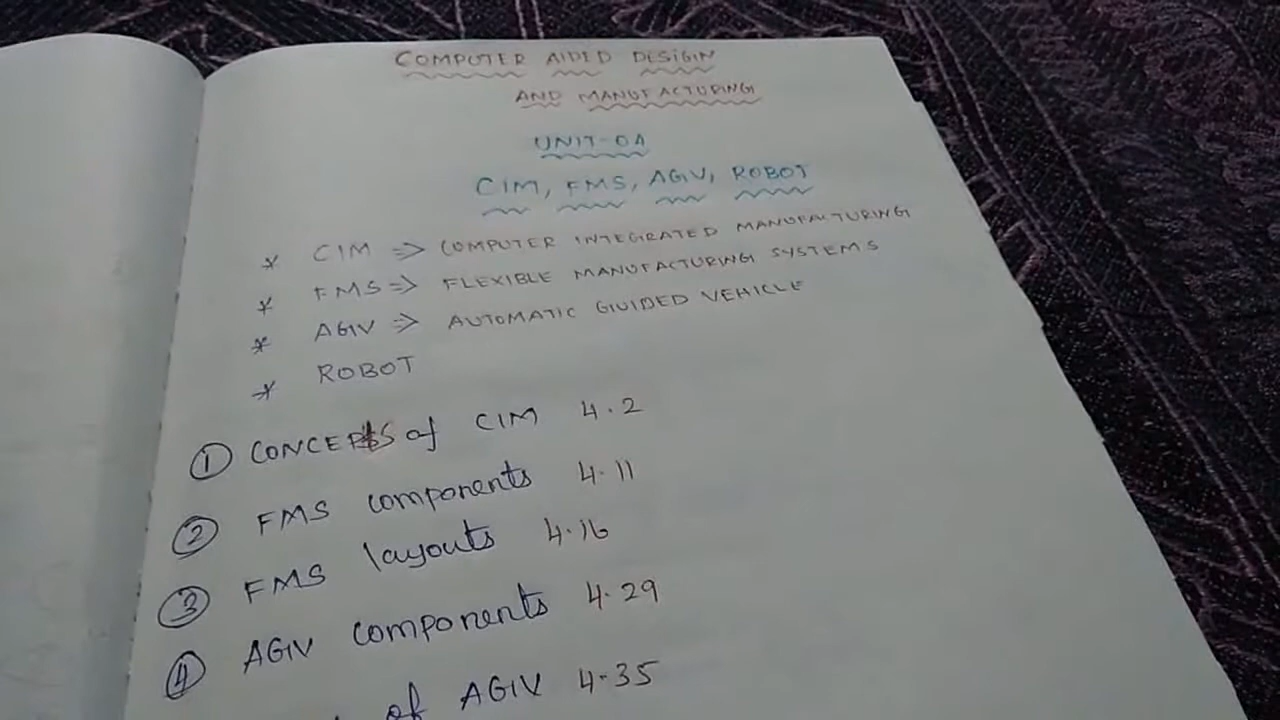 COMPUTER AIDED DESIGN
AND MANUFACTURING
UNIT-04
CIM, FMS, AGV, ROBOT
* CIM => COMPUTER INTEGRATED MANUFACTURING
* FMS => FLEXIBLE MANUFACTURING SYSTEMS
* AGV => AUTOMATIC GUIDED VEHICLE
* ROBOT
① CONCEPTS of CIM 4.2
② FMS components 4.11
③ FMS layouts 4.16
④ AGV components 4.29
of AGV 4.35